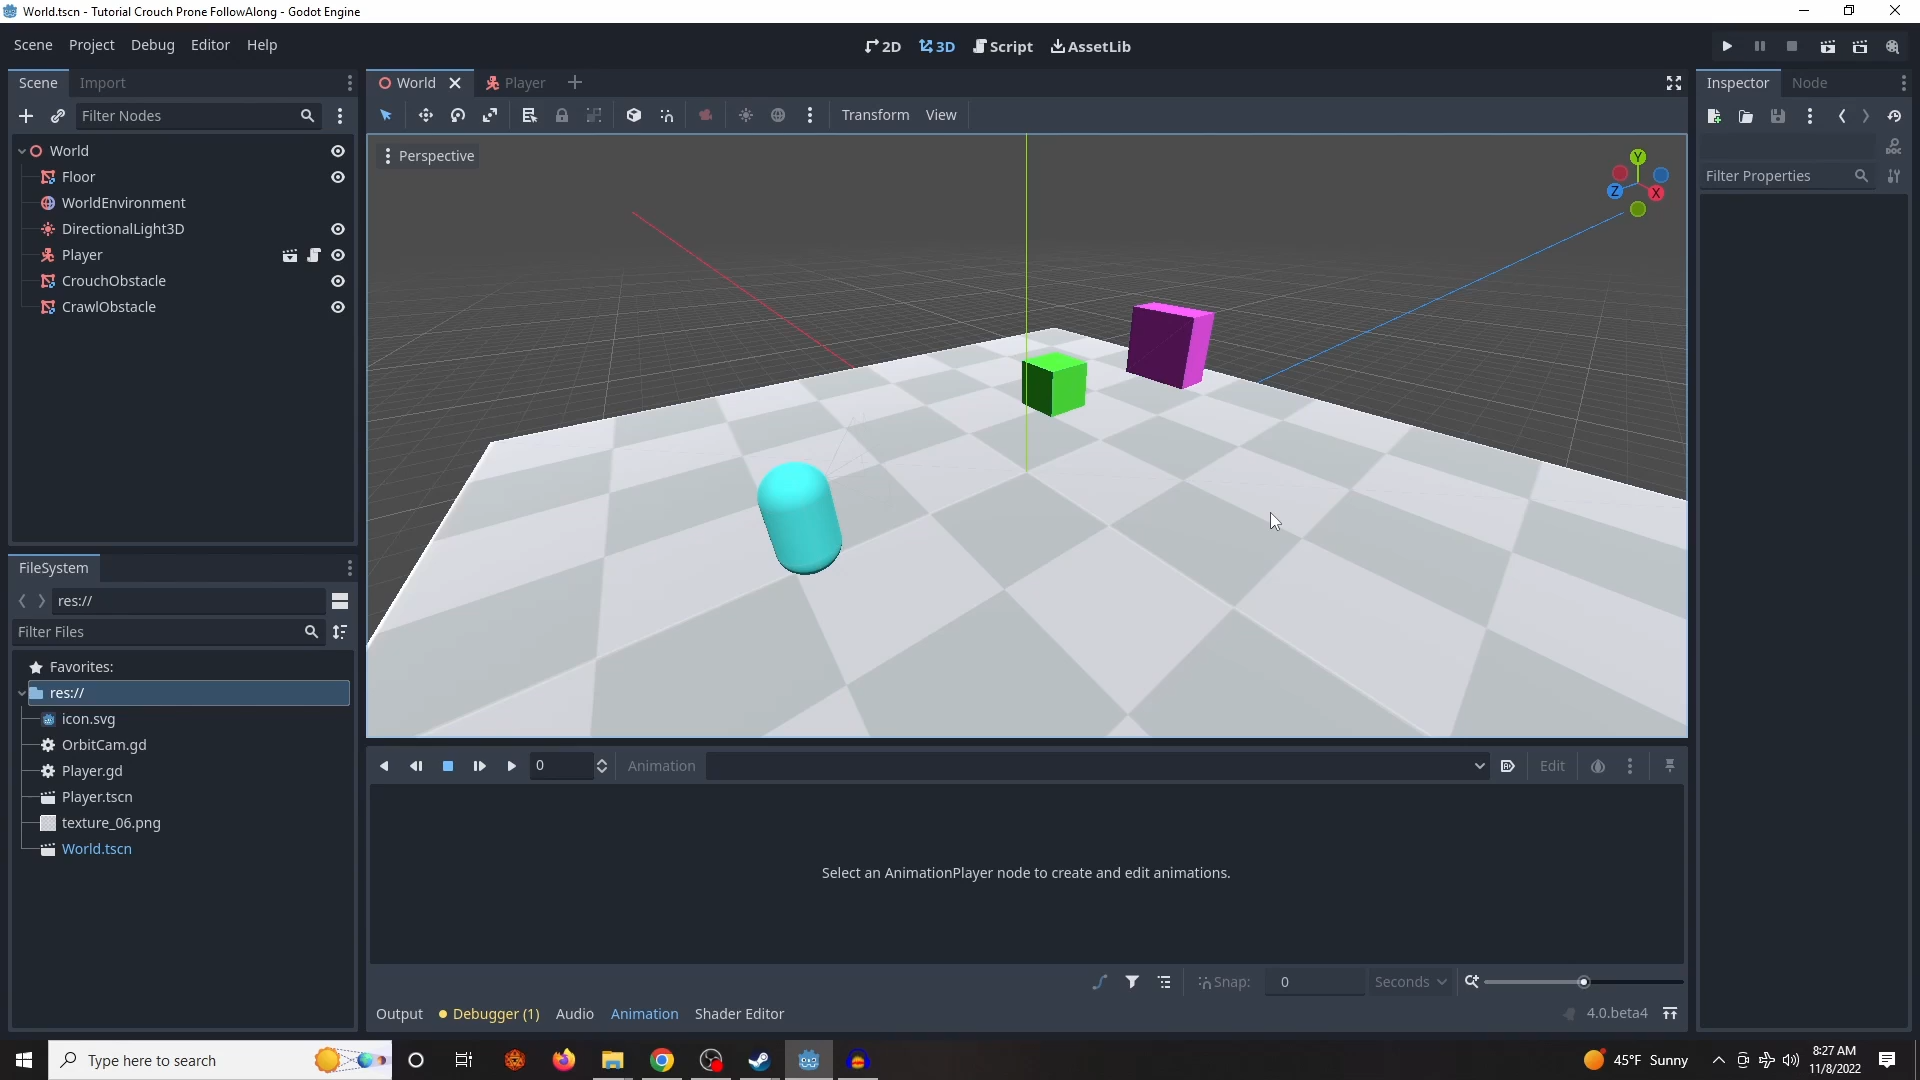 World.tscn - Tutorial Crouch Prone FollowAlong - Godot Engine
Scene Project Debug Editor Help
2D 3D Script AssetLib
Scene Import
World Player
Inspector Node
Filter Nodes
Transform View
Perspective
Y
Z
X
Filter Properties
World
Floor
WorldEnvironment
DirectionalLight3D
Player
CrouchObstacle
CrawlObstacle
FileSystem
res://
Filter Files
Favorites:
res://
icon.svg
OrbitCam.gd
Player.gd
Player.tscn
texture_06.png
World.tscn
0 Animation Edit
Select an AnimationPlayer node to create and edit animations.
Snap: 0 Seconds
Output Debugger (1) Audio Animation Shader Editor 4.0.beta4
Type here to search
45°F Sunny
8:27 AM
11/8/2022